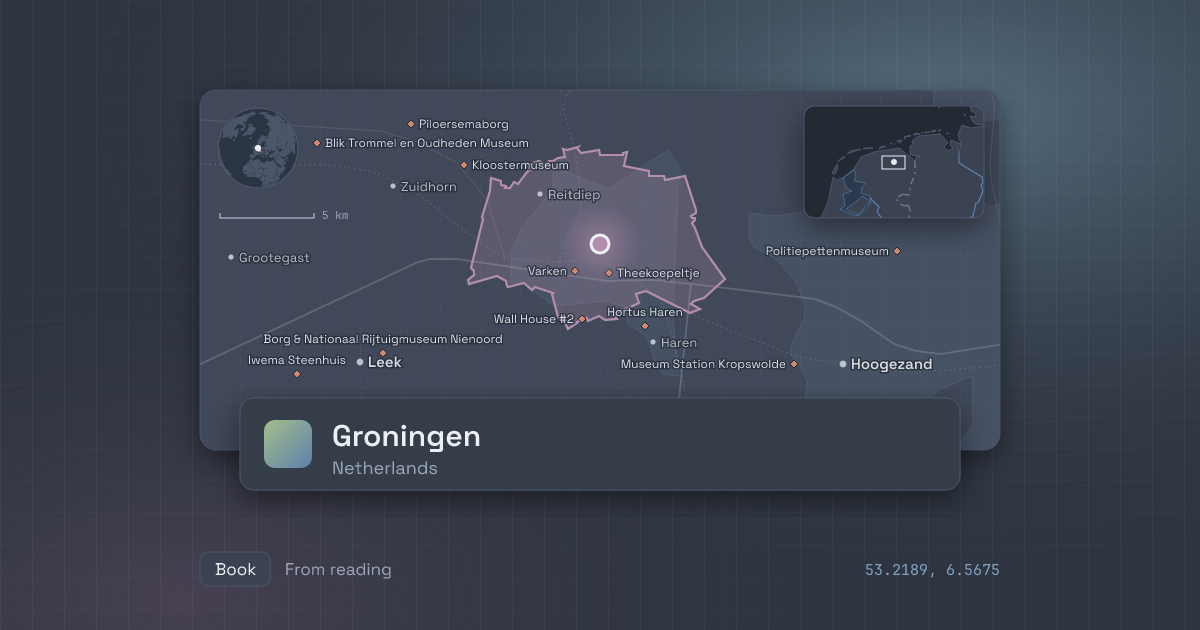 Piloersemaborg
Blik Trommel en Oudheden Museum
Kloostermuseum
Zuidhorn
Reitdiep
5 km
Grootegast
Politiepettenmuseum
Varken
Theekoepeltje
Wall House #2
Hortus Haren
Borg & Nationaal Rijtuigmuseum Nienoord
Haren
Iwema Steenhuis
Leek
Museum Station Kropswolde
Hoogezand
Groningen
Netherlands
Book
From reading
53.2189, 6.5675